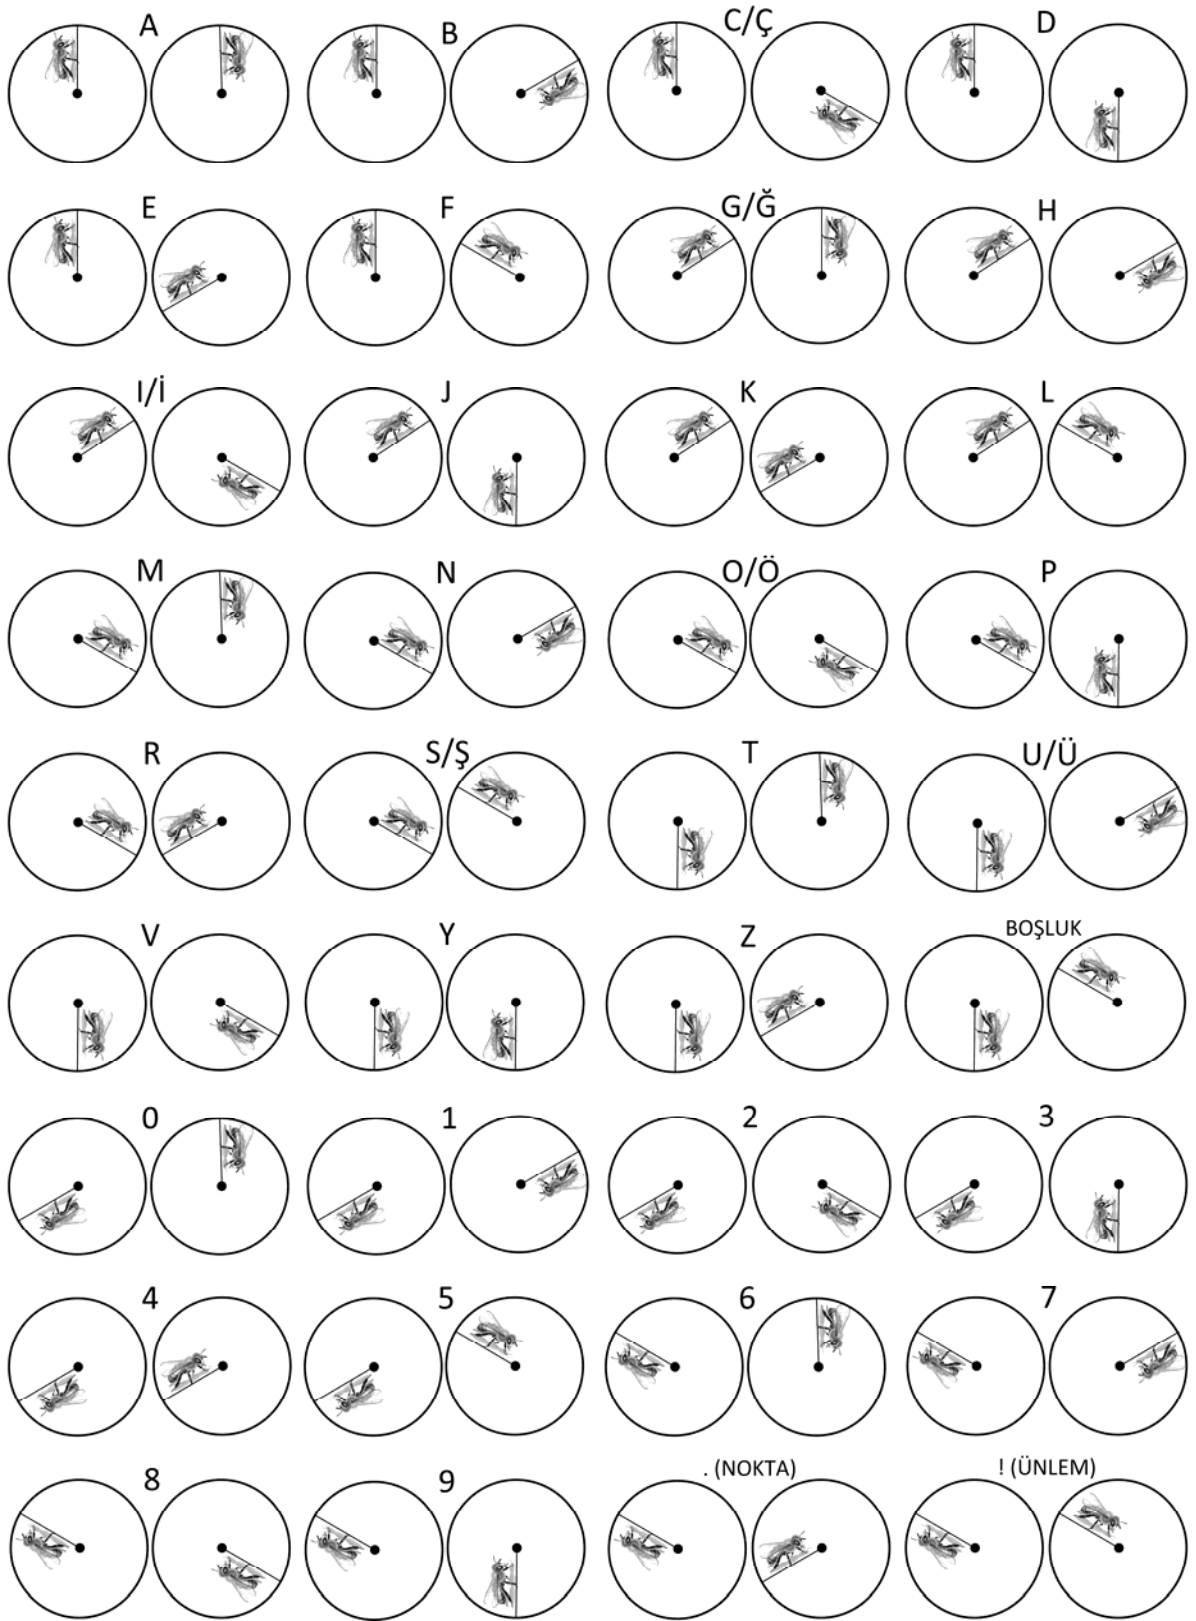 A B C/Ç D
E F G/Ğ H
I/İ J K L
M N O/Ö P
R S/Ş T U/Ü
V Y Z BOŞLUK
0 1 2 3
4 5 6 7
8 9 . (NOKTA) ! (ÜNLEM)